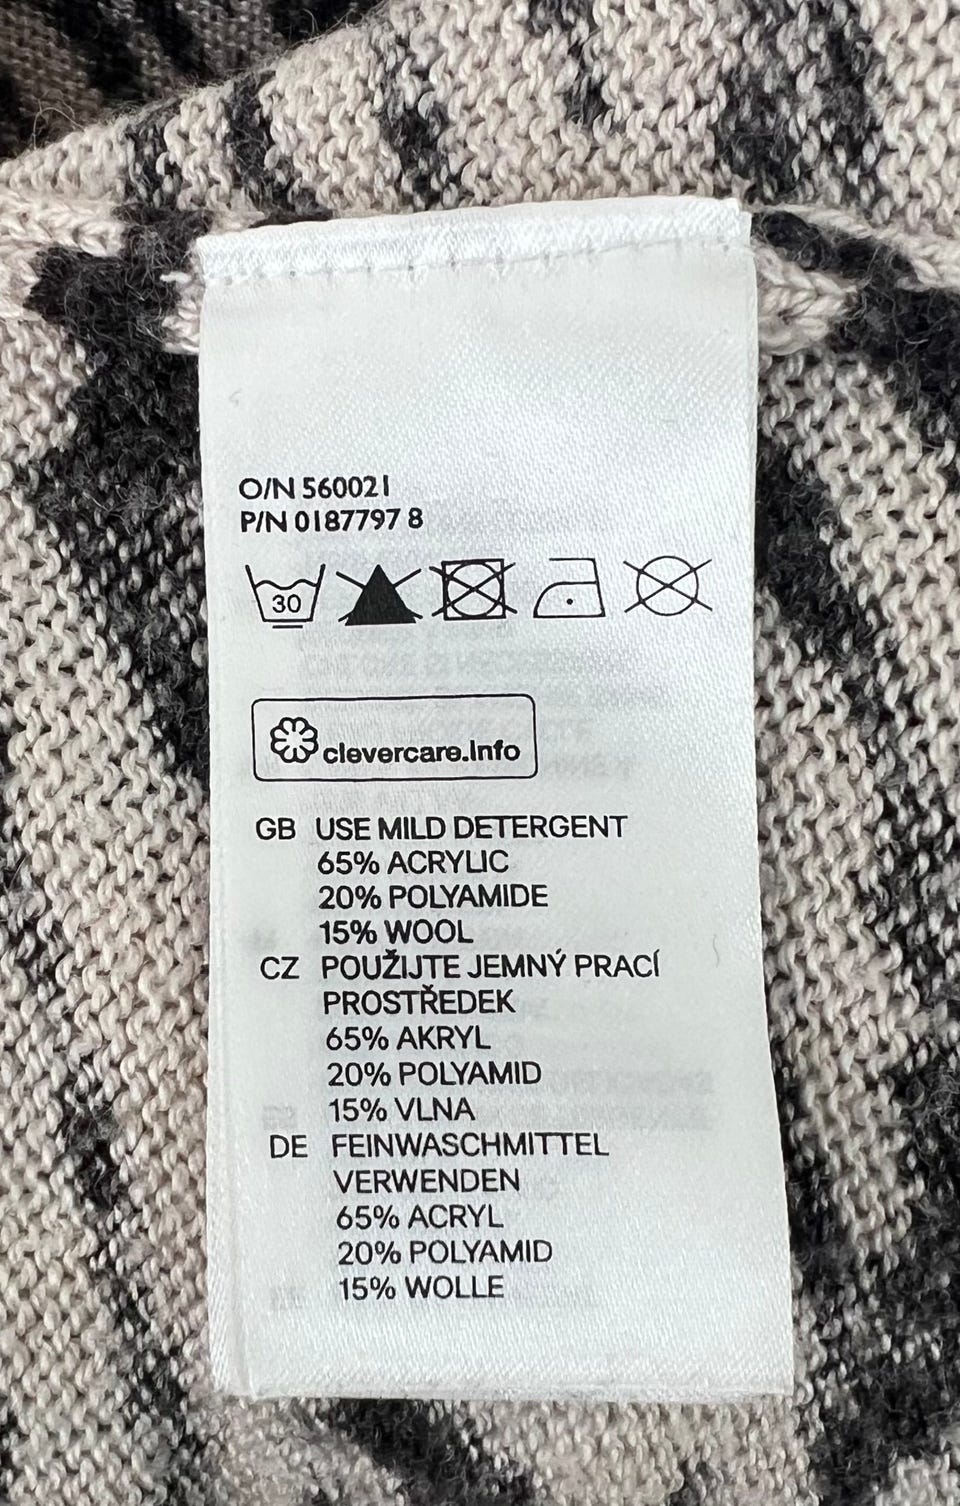 O/N 560021
P/N 0187797 8
30
clevercare.info
GB USE MILD DETERGENT
65% ACRYLIC
20% POLYAMIDE
15% WOOL
CZ POUŽIJTE JEMNÝ PRACÍ
PROSTŘEDEK
65% AKRYL
20% POLYAMID
15% VLNA
DE FEINWASCHMITTEL
VERWENDEN
65% ACRYL
20% POLYAMID
15% WOLLE